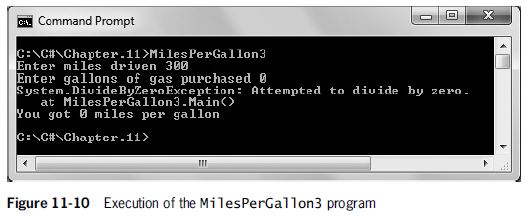 C:\. Command Prompt
C:\C#\Chapter.11>MilesPerGallon3
Enter miles driven 300
Enter gallons of gas purchased 0
System.DivideByZeroException: Attempted to divide by zero.
at MilesPerGallon3.Main()
You got 0 miles per gallon
C:\C#\Chapter.11>
Figure 11-10 Execution of the MilesPerGallon3 program